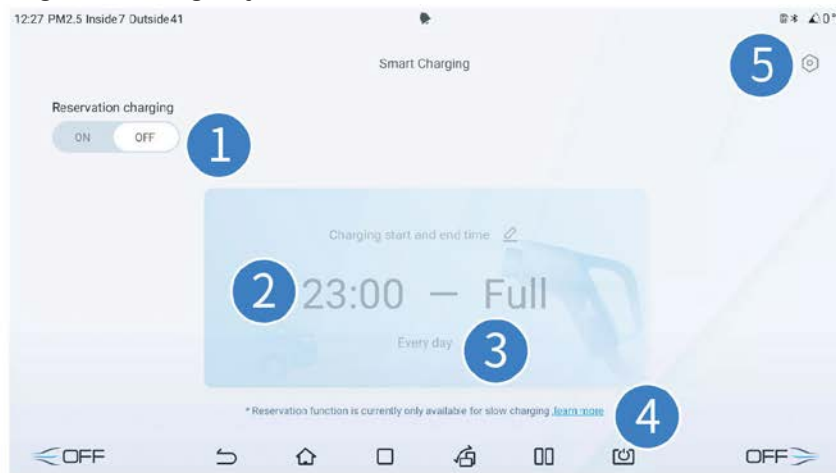 12:27 PM2.5 Inside7 Outside41
0°
Smart Charging
5
Reservation charging
ON OFF
1
Charging start and end time
2
23:00 — Full
Every day
3
* Reservation function is currently only available for slow charging ,learn more
4
OFF
OFF